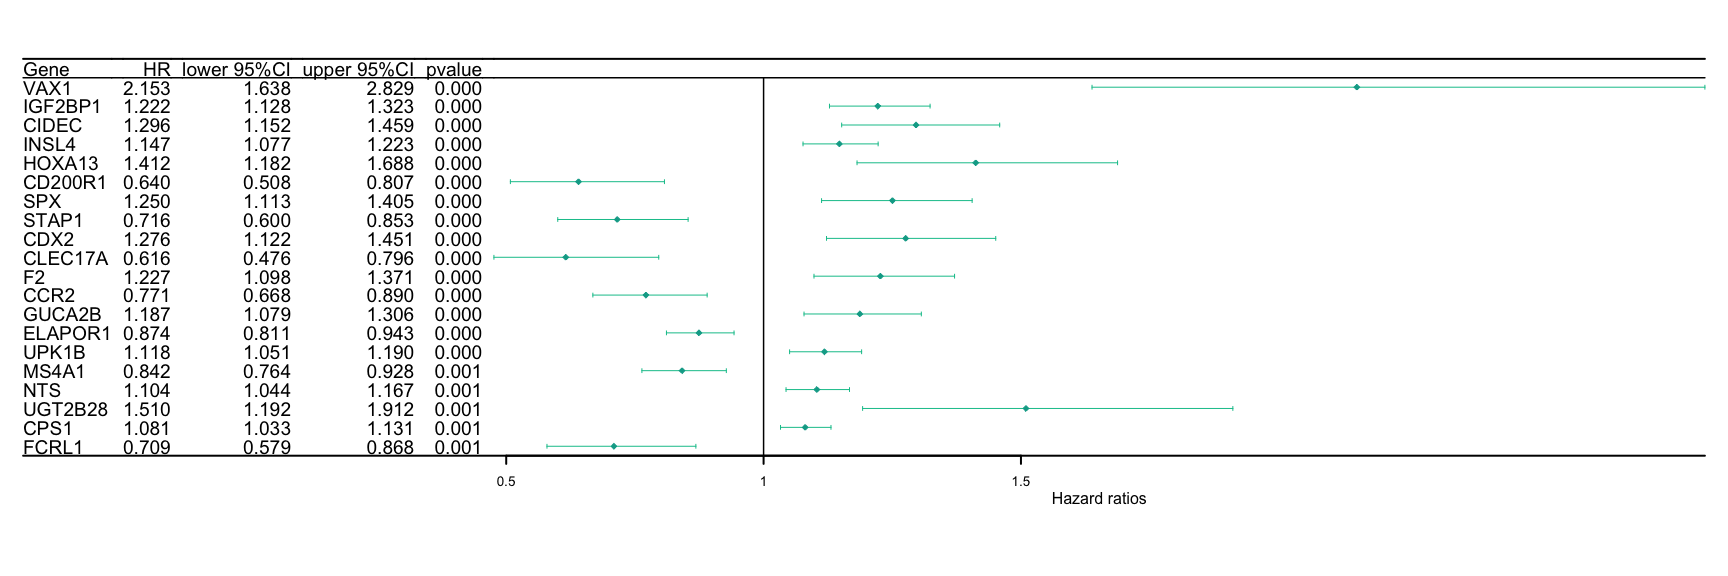 Gene HR lower 95%CI upper 95%CI pvalue
VAX1 2.153 1.638 2.829 0.000
IGF2BP1 1.222 1.128 1.323 0.000
CIDEC 1.296 1.152 1.459 0.000
INSL4 1.147 1.077 1.223 0.000
HOXA13 1.412 1.182 1.688 0.000
CD200R1 0.640 0.508 0.807 0.000
SPX 1.250 1.113 1.405 0.000
STAP1 0.716 0.600 0.853 0.000
CDX2 1.276 1.122 1.451 0.000
CLEC17A 0.616 0.476 0.796 0.000
F2 1.227 1.098 1.371 0.000
CCR2 0.771 0.668 0.890 0.000
GUCA2B 1.187 1.079 1.306 0.000
ELAPOR1 0.874 0.811 0.943 0.000
UPK1B 1.118 1.051 1.190 0.000
MS4A1 0.842 0.764 0.928 0.001
NTS 1.104 1.044 1.167 0.001
UGT2B28 1.510 1.192 1.912 0.001
CPS1 1.081 1.033 1.131 0.001
FCRL1 0.709 0.579 0.868 0.001
0.5 1 1.5
Hazard ratios